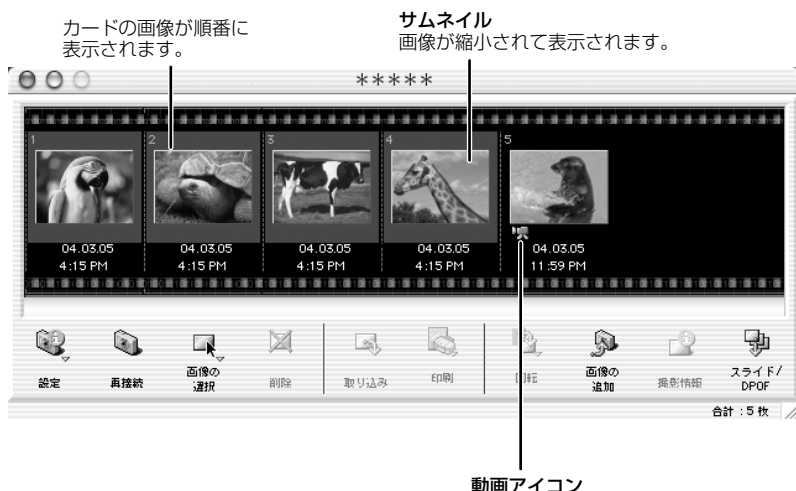 カードの画像が順番に
表示されます。
サムネイル
画像が縮小されて表示されます。
*****
1 2 3 4 5
04.03.05 04.03.05 04.03.05 04.03.05 04.03.05
4:15 PM 4:15 PM 4:15 PM 4:15 PM 11:59 PM
設定 再接続 画像の選択 削除 取り込み 印刷 回転 画像の追加 撮影情報 スライド/DPOF
合計:5 枚
動画アイコン